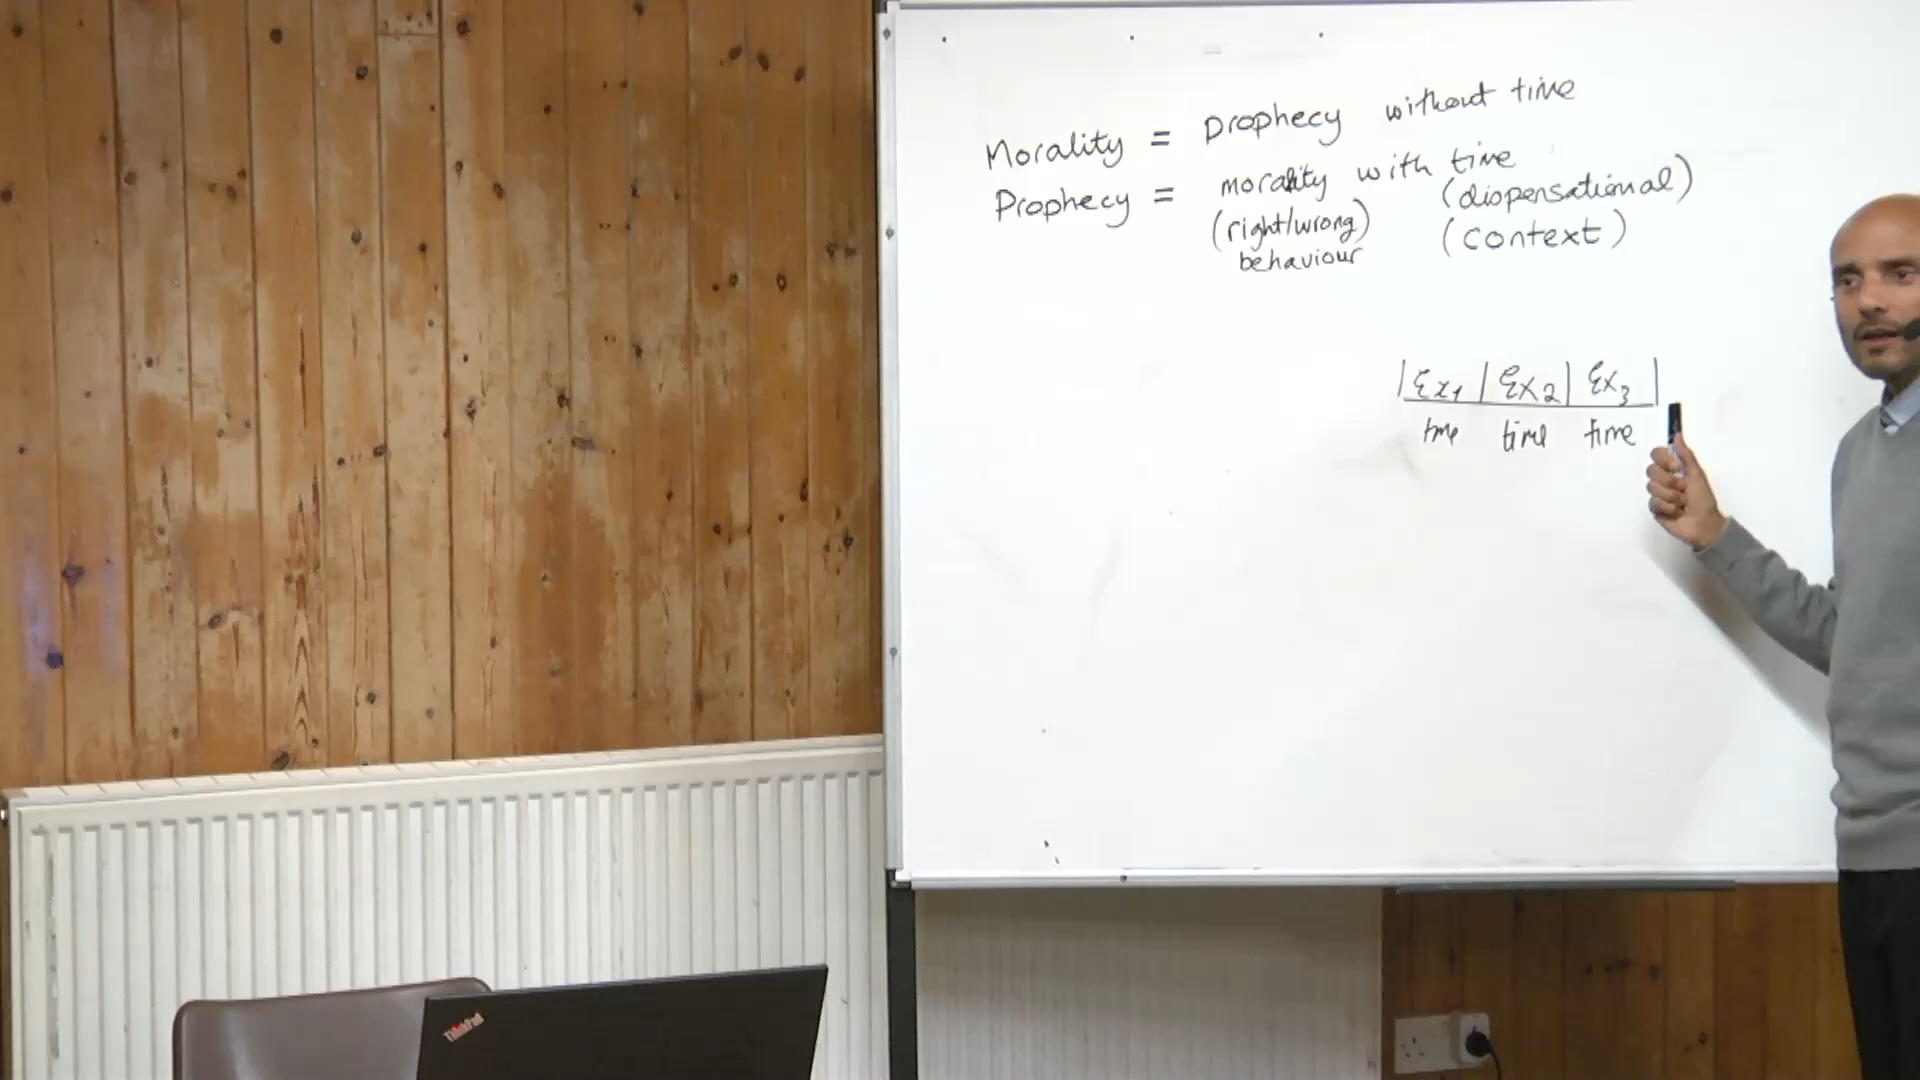 Morality = prophecy without time
Prophecy = morality with time
(right/wrong) (dispensational)
behaviour (context)
| Ex1 | Ex2 | Ex3 |
time time time
ThinkPad